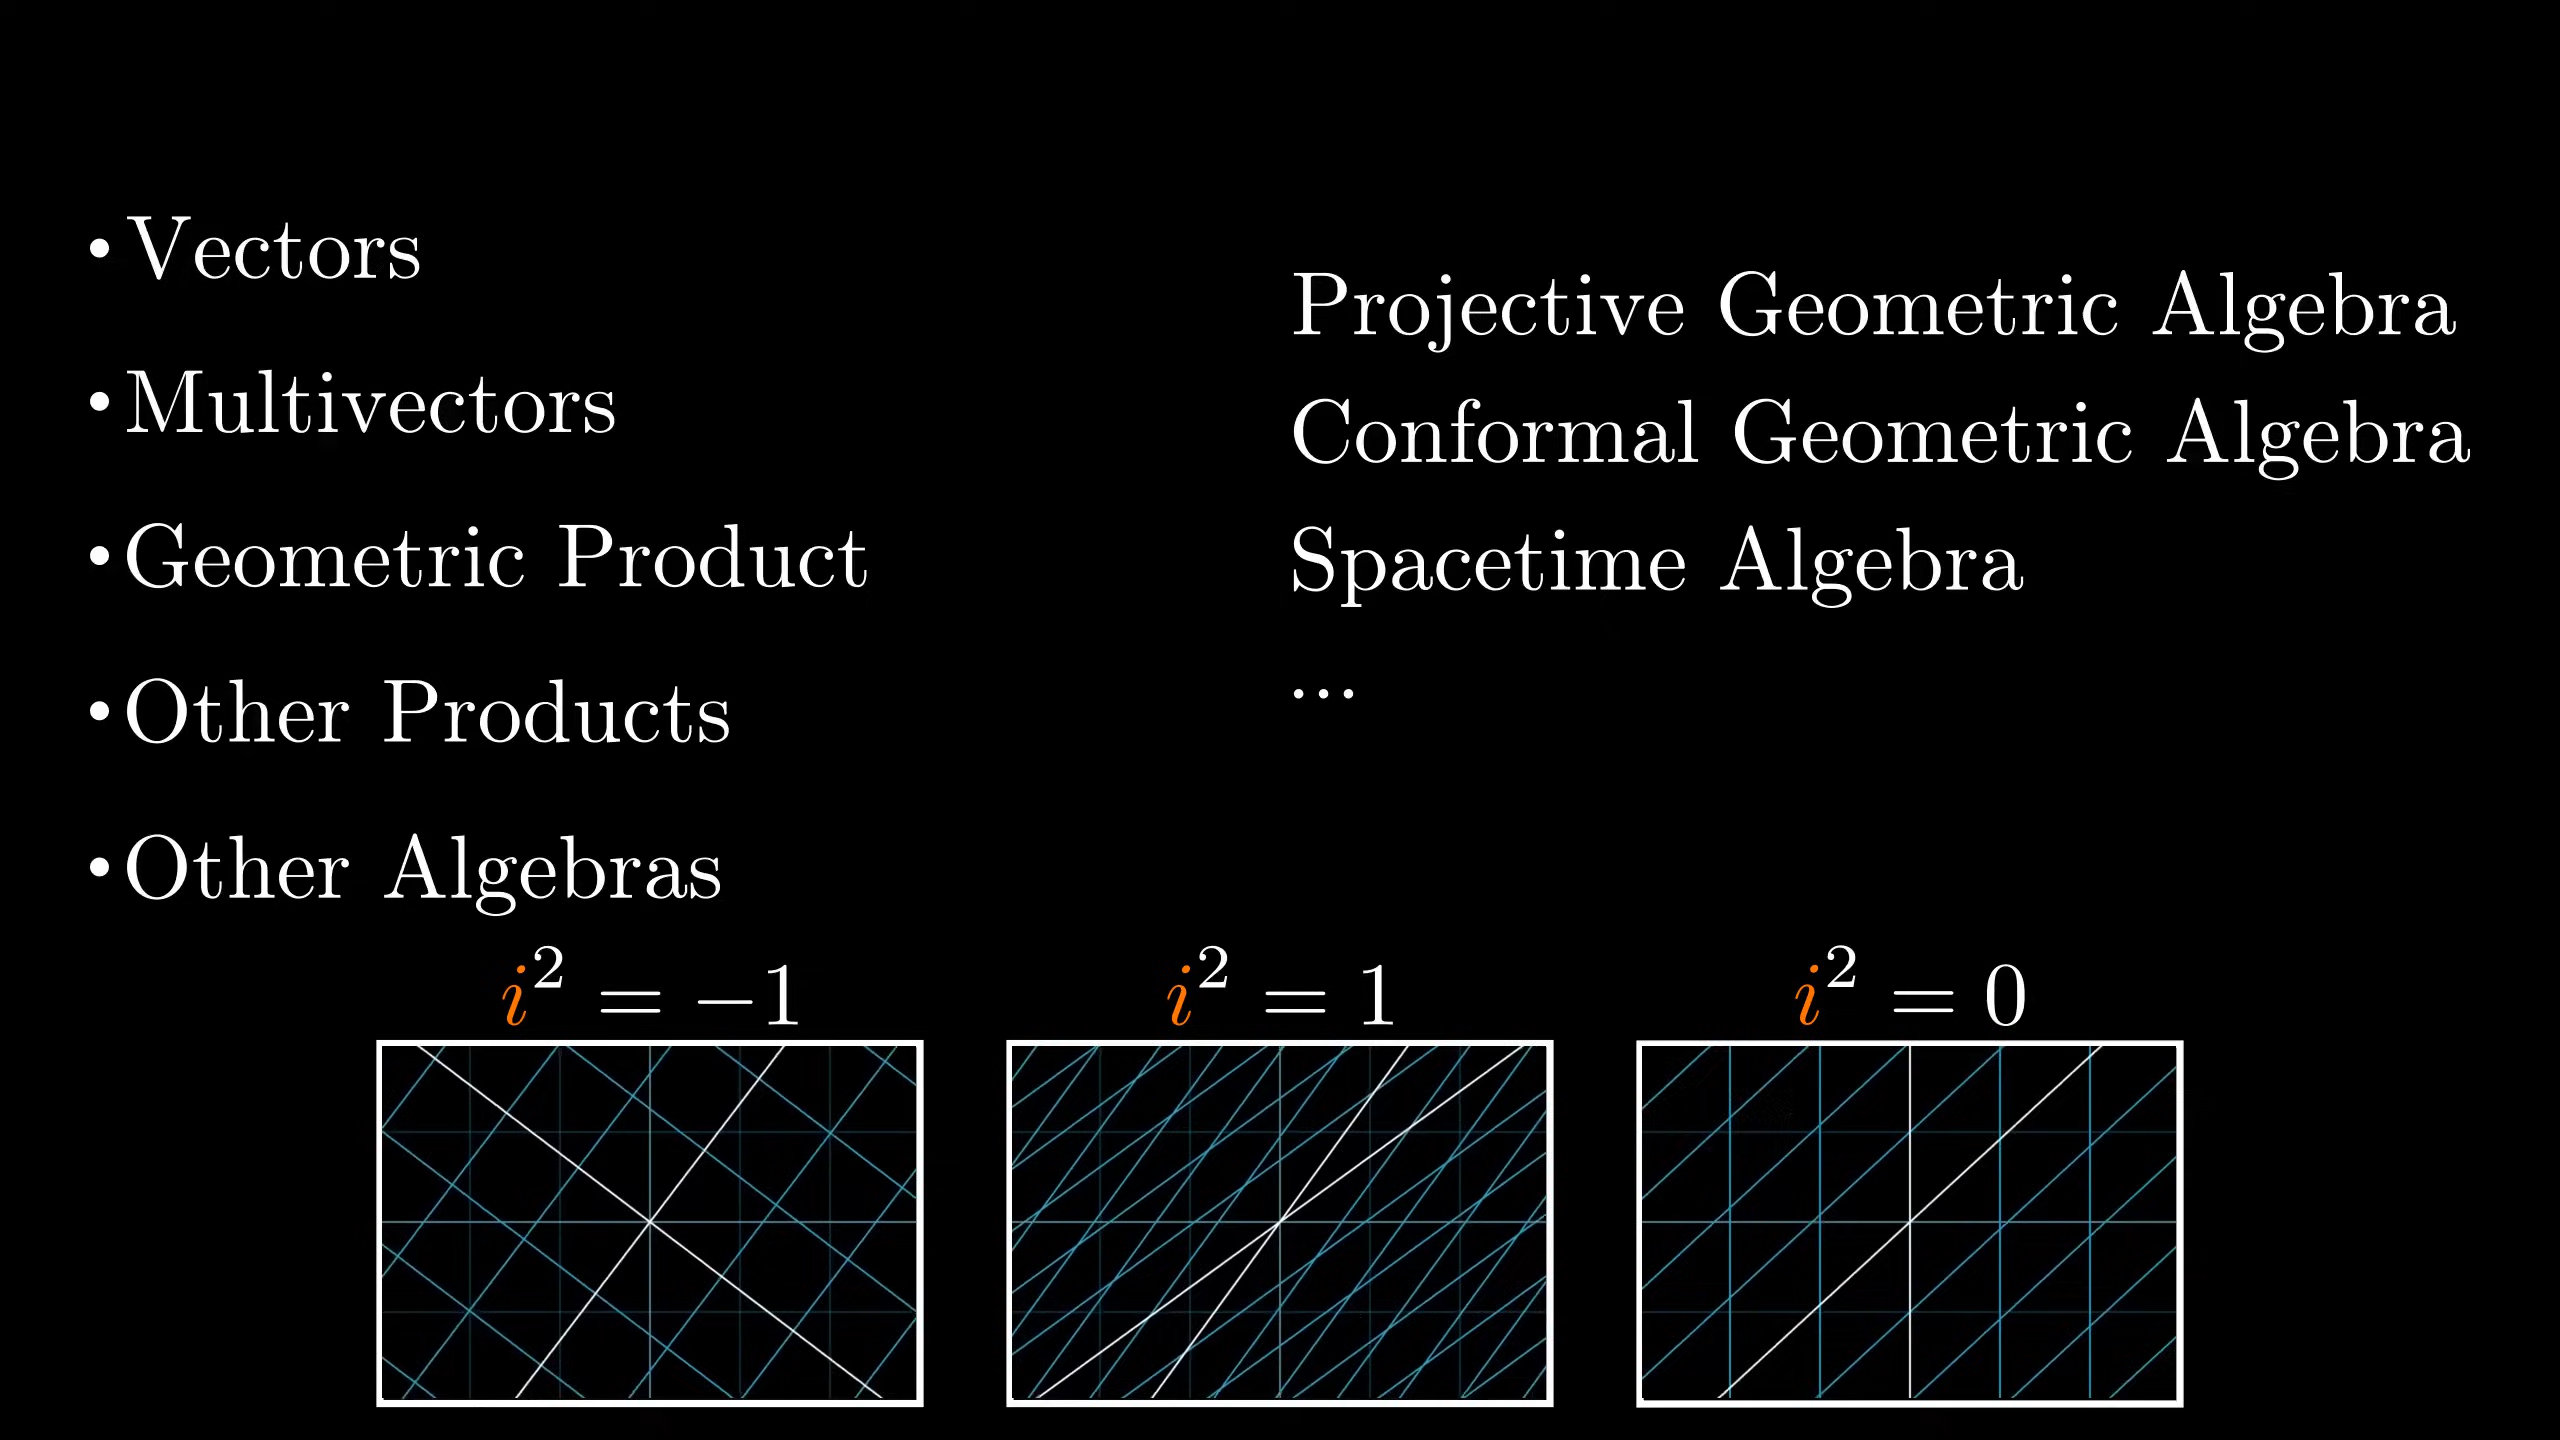 • Vectors
• Multivectors
• Geometric Product
• Other Products
• Other Algebras
Projective Geometric Algebra
Conformal Geometric Algebra
Spacetime Algebra
...
i² = −1
i² = 1
i² = 0